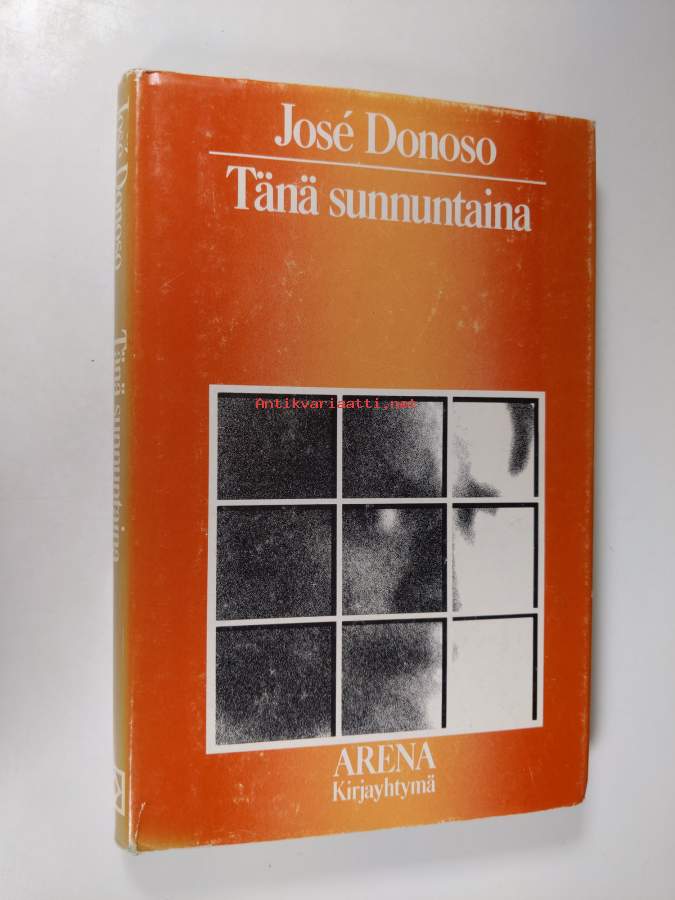 José Donoso
Tänä sunnuntaina
Antikvariaatti.net
ARENA
Kirjayhtymä
José Donoso
Tänä sunnuntaina